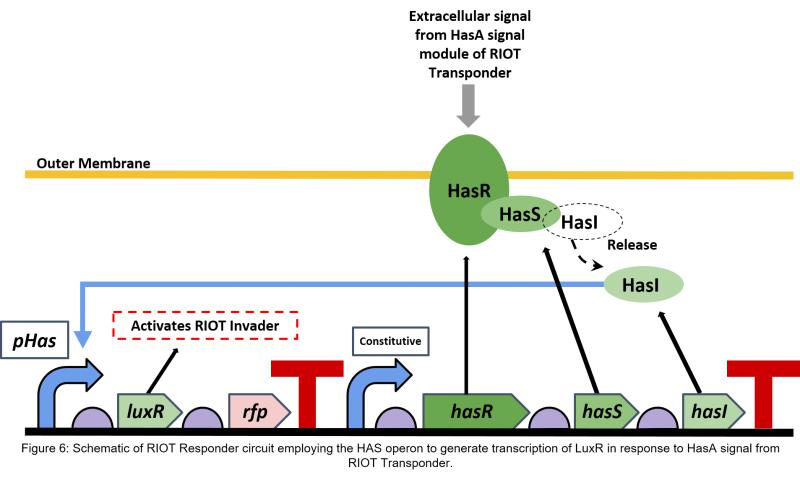 Extracellular signal
from HasA signal
module of RIOT
Transponder
Outer Membrane
HasR
HasS
HasI
Release
HasI
pHas
Activates RIOT Invader
Constitutive
luxR
rfp
hasR
hasS
hasI
Figure 6: Schematic of RIOT Responder circuit employing the HAS operon to generate transcription of LuxR in response to HasA signal from
RIOT Transponder.